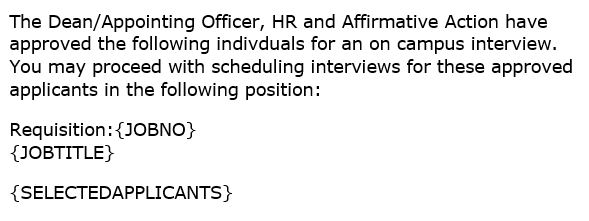 The Dean/Appointing Officer, HR and Affirmative Action have
approved the following indivduals for an on campus interview.
You may proceed with scheduling interviews for these approved
applicants in the following position:
Requisition:{JOBNO}
{JOBTITLE}
{SELECTEDAPPLICANTS}